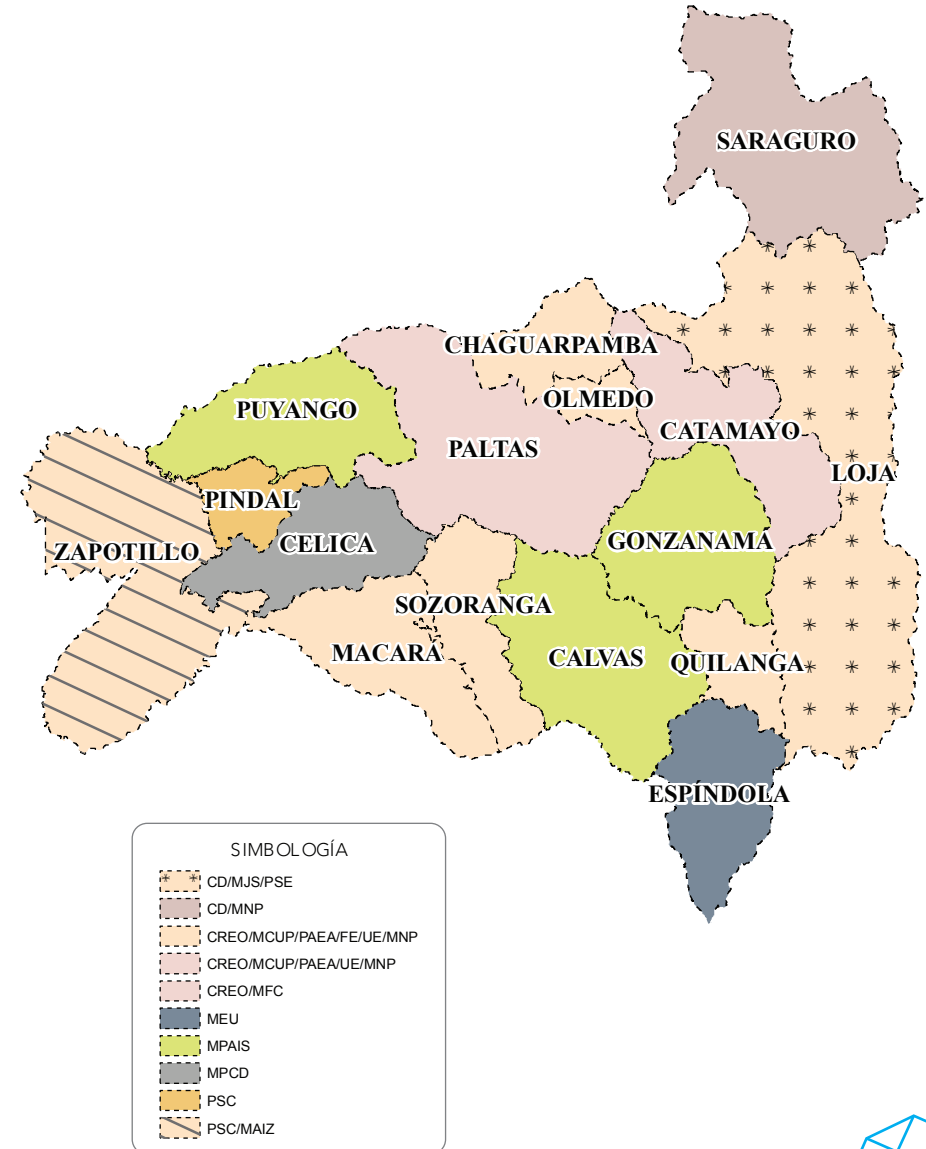 SARAGURO
CHAGUARPAMBA
OLMEDO
PUYANGO
CATAMAYO
PALTAS
LOJA
PINDAL
CELICA
GONZANAMÁ
ZAPOTILLO
SOZORANGA
MACARÁ
CALVAS
QUILANGA
ESPÍNDOLA
SIMBOLOGÍA
CD/MJS/PSE
CD/MNP
CREO/MCUP/PAEA/FE/UE/MNP
CREO/MCUP/PAEA/UE/MNP
CREO/MFC
MEU
MPAIS
MPCD
PSC
PSC/MAIZ